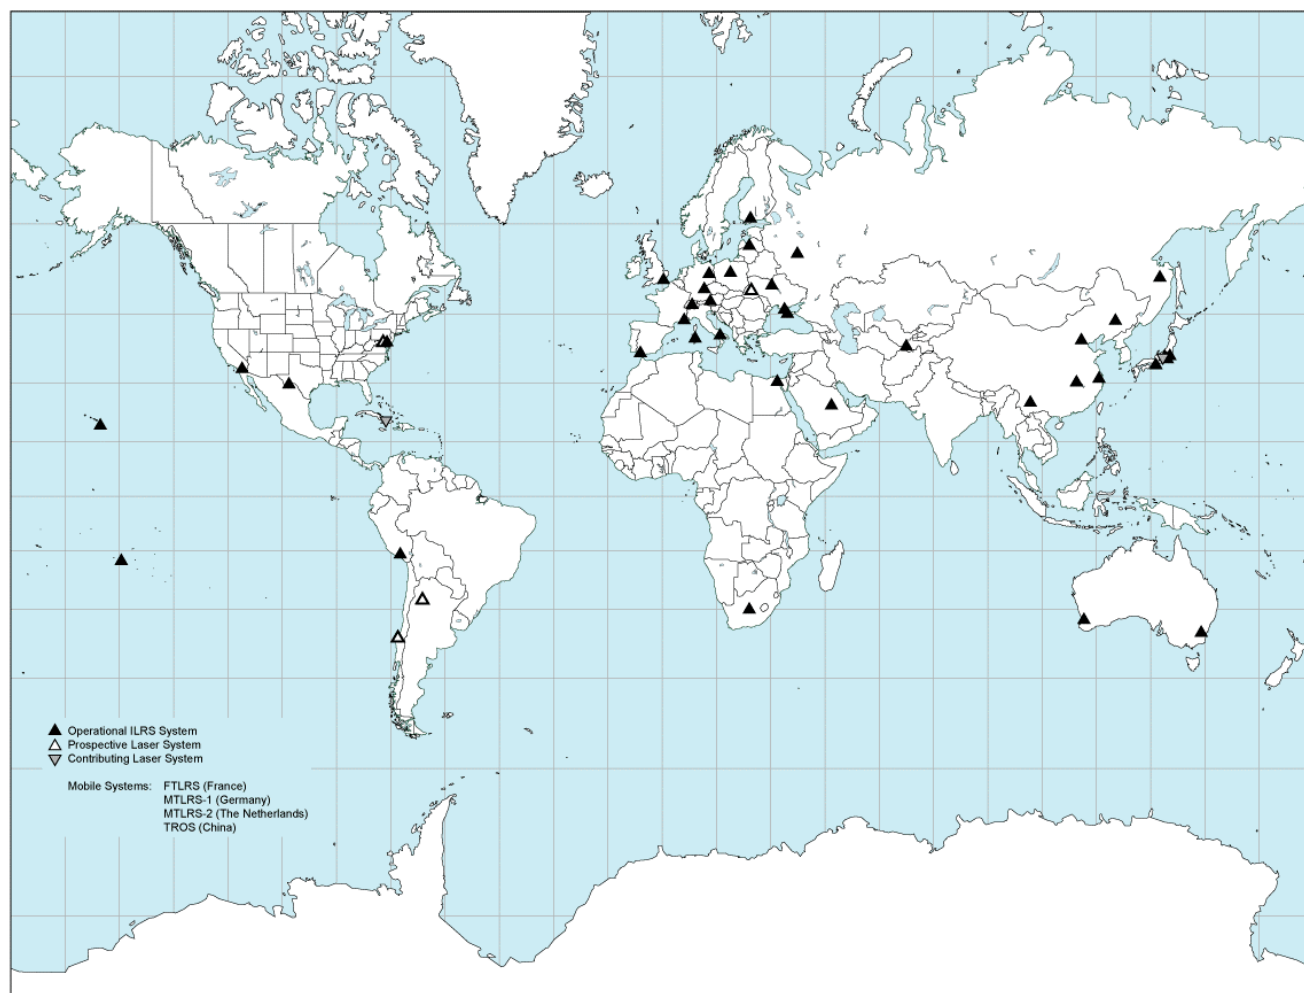 Operational ILRS System
Prospective Laser System
Contributing Laser System
Mobile Systems: FTLRS (France)
MTLRS-1 (Germany)
MTLRS-2 (The Netherlands)
TROS (China)